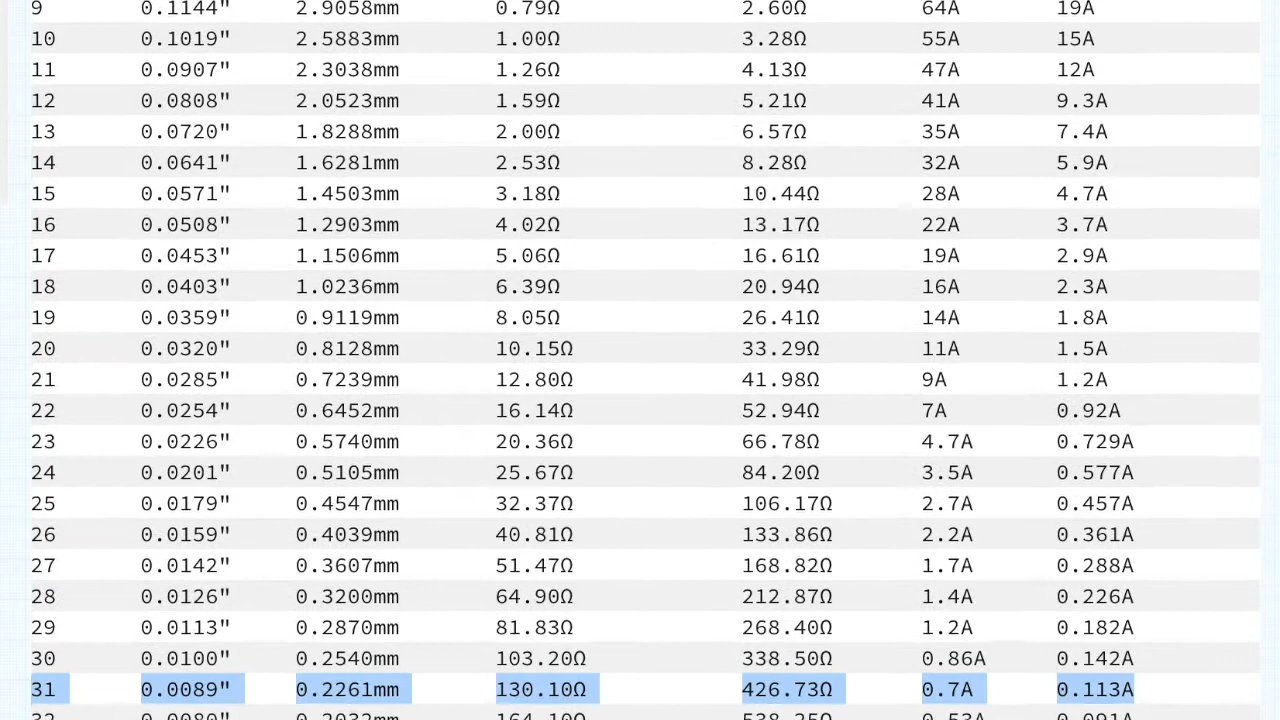 9 0.1144" 2.9058mm 0.79Ω 2.60Ω 64A 19A
10 0.1019" 2.5883mm 1.00Ω 3.28Ω 55A 15A
11 0.0907" 2.3038mm 1.26Ω 4.13Ω 47A 12A
12 0.0808" 2.0523mm 1.59Ω 5.21Ω 41A 9.3A
13 0.0720" 1.8288mm 2.00Ω 6.57Ω 35A 7.4A
14 0.0641" 1.6281mm 2.53Ω 8.28Ω 32A 5.9A
15 0.0571" 1.4503mm 3.18Ω 10.44Ω 28A 4.7A
16 0.0508" 1.2903mm 4.02Ω 13.17Ω 22A 3.7A
17 0.0453" 1.1506mm 5.06Ω 16.61Ω 19A 2.9A
18 0.0403" 1.0236mm 6.39Ω 20.94Ω 16A 2.3A
19 0.0359" 0.9119mm 8.05Ω 26.41Ω 14A 1.8A
20 0.0320" 0.8128mm 10.15Ω 33.29Ω 11A 1.5A
21 0.0285" 0.7239mm 12.80Ω 41.98Ω 9A 1.2A
22 0.0254" 0.6452mm 16.14Ω 52.94Ω 7A 0.92A
23 0.0226" 0.5740mm 20.36Ω 66.78Ω 4.7A 0.729A
24 0.0201" 0.5105mm 25.67Ω 84.20Ω 3.5A 0.577A
25 0.0179" 0.4547mm 32.37Ω 106.17Ω 2.7A 0.457A
26 0.0159" 0.4039mm 40.81Ω 133.86Ω 2.2A 0.361A
27 0.0142" 0.3607mm 51.47Ω 168.82Ω 1.7A 0.288A
28 0.0126" 0.3200mm 64.90Ω 212.87Ω 1.4A 0.226A
29 0.0113" 0.2870mm 81.83Ω 268.40Ω 1.2A 0.182A
30 0.0100" 0.2540mm 103.20Ω 338.50Ω 0.86A 0.142A
31 0.0089" 0.2261mm 130.10Ω 426.73Ω 0.7A 0.113A
32 0.0080" 0.2032mm 164.10Ω 538.25Ω 0.53A 0.091A